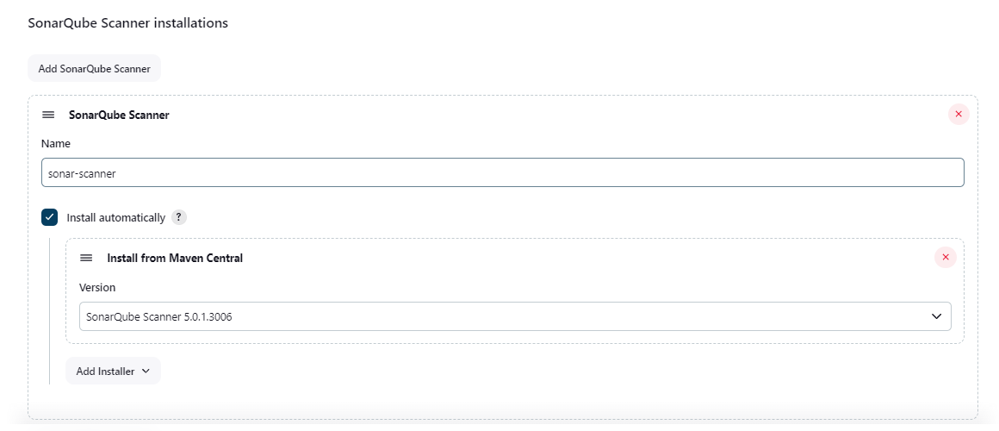 SonarQube Scanner installations
Add SonarQube Scanner
SonarQube Scanner
Name
sonar-scanner
Install automatically ?
Install from Maven Central
Version
SonarQube Scanner 5.0.1.3006
Add Installer